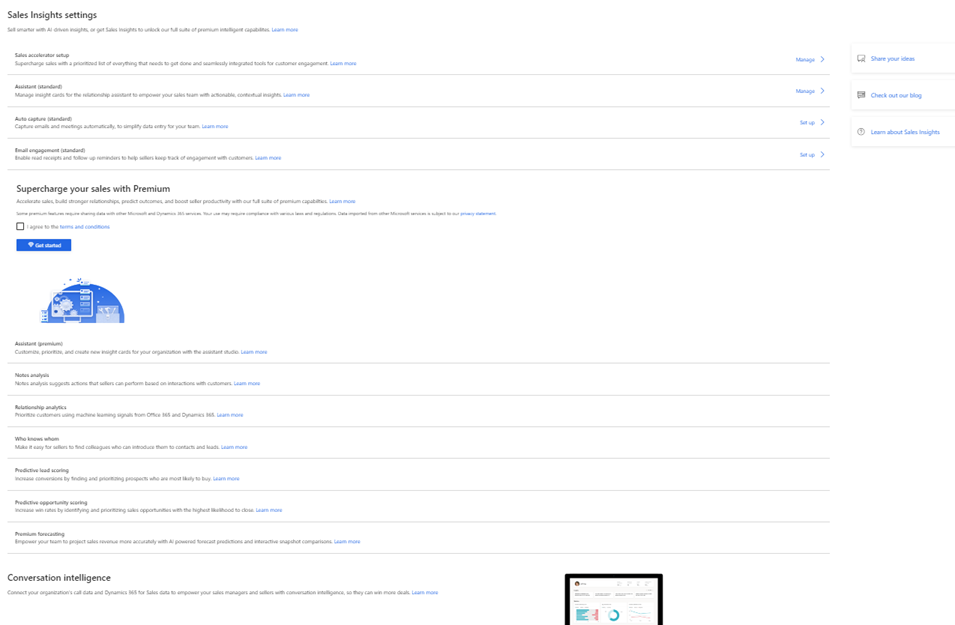 Sales Insights settings
Sell smarter with AI driven insights, or get Sales Insights to unlock our full suite of premium intelligent capabilities. Learn more
Sales accelerator setup
Supercharge sales with a prioritized list of everything that needs to get done and seamlessly integrated tools for customer engagement. Learn more
Manage
Assistant (standard)
Manage insight cards for the relationship assistant to empower your sales team with actionable, contextual insights. Learn more
Manage
Auto capture (standard)
Capture emails and meetings automatically, to simplify data entry for your team. Learn more
Set up
Email engagement (standard)
Enable read receipts and follow up reminders to help sellers keep track of engagement with customers. Learn more
Set up
Share your ideas
Check out our blog
Learn about Sales Insights
Supercharge your sales with Premium
Accelerate sales, build stronger relationships, predict outcomes, and boost seller productivity with our full suite of premium capabilities. Learn more
Some premium features require sharing data with other Microsoft and Dynamics 365 services. Your use may require compliance with various laws and regulations. Data imported from other Microsoft services is subject to our privacy statement.
I agree to the terms and conditions
Get started
Assistant (premium)
Customize, prioritize, and create new insight cards for your organization with the assistant studio. Learn more
Notes analysis
Notes analysis suggests actions that sellers can perform based on interactions with customers. Learn more
Relationship analytics
Prioritize customers using machine learning signals from Office 365 and Dynamics 365. Learn more
Who knows whom
Make it easy for sellers to find colleagues who can introduce them to contacts and leads. Learn more
Predictive lead scoring
Increase conversions by finding and prioritizing prospects who are most likely to buy. Learn more
Predictive opportunity scoring
Increase win rates by identifying and prioritizing sales opportunities with the highest likelihood to close. Learn more
Premium forecasting
Empower your team to project sales revenue more accurately with AI powered forecast predictions and interactive snapshot comparisons. Learn more
Conversation intelligence
Connect your organization's call data and Dynamics 365 for Sales data to empower your sales managers and sellers with conversation intelligence, so they can win more deals. Learn more